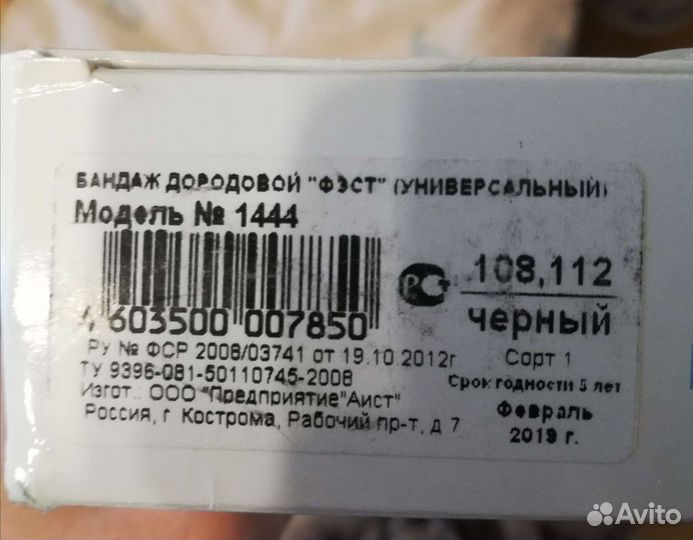 БАНДАЖ ДОРОДОВОЙ "ФЭСТ" (УНИВЕРСАЛЬНЫЙ)
Модель № 1444
4 603500 007850
РСТ
108,112
черный
РУ № ФСР 2008/03741 от 19.10.2012г
ТУ 9396-081-50110745-2008
Изгот.: ООО "Предприятие"Аист"
Россия, г Кострома, Рабочий пр-т, д 7
Сорт 1
Срок годности 5 лет
Февраль
2019 г.
Avito